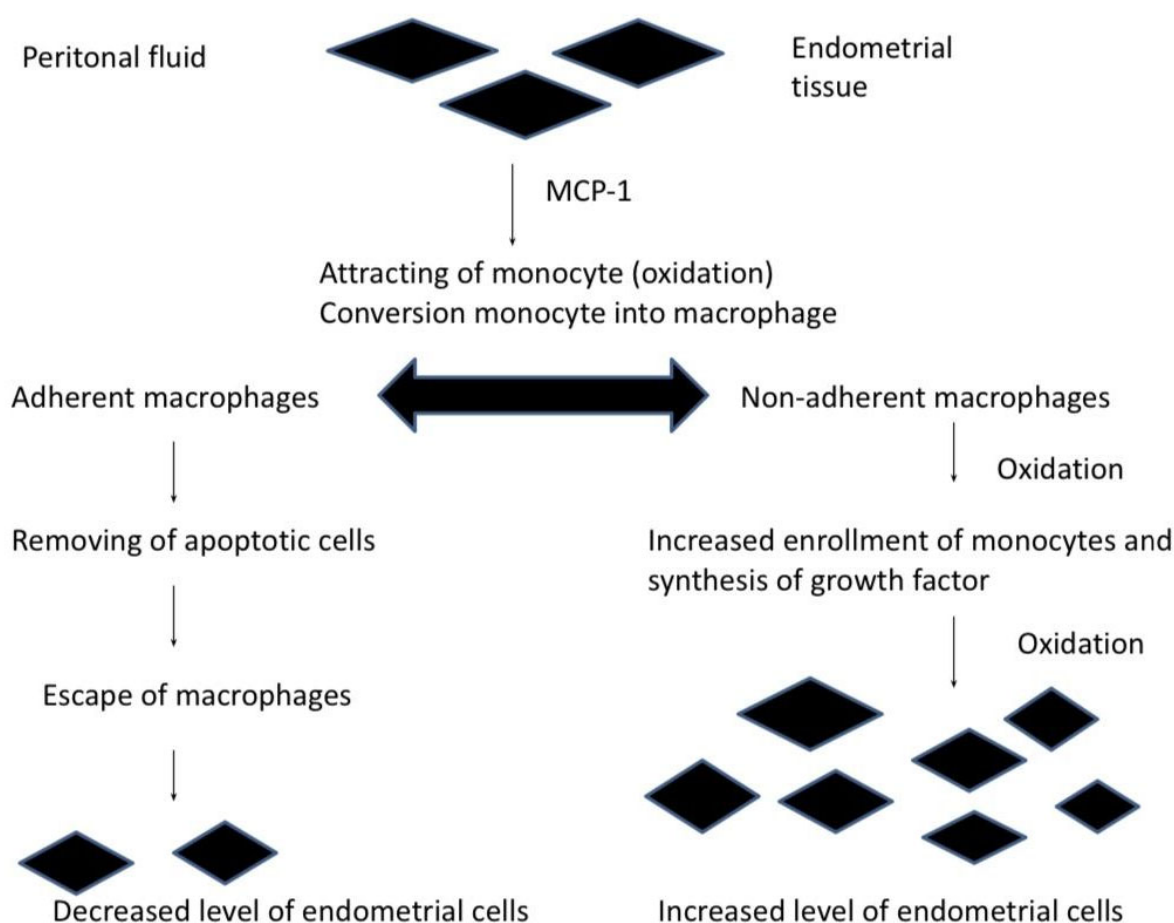 Peritonal fluid
Endometrial
tissue
MCP-1
Attracting of monocyte (oxidation)
Conversion monocyte into macrophage
Adherent macrophages
Non-adherent macrophages
Oxidation
Removing of apoptotic cells
Increased enrollment of monocytes and
synthesis of growth factor
Oxidation
Escape of macrophages
Decreased level of endometrial cells
Increased level of endometrial cells